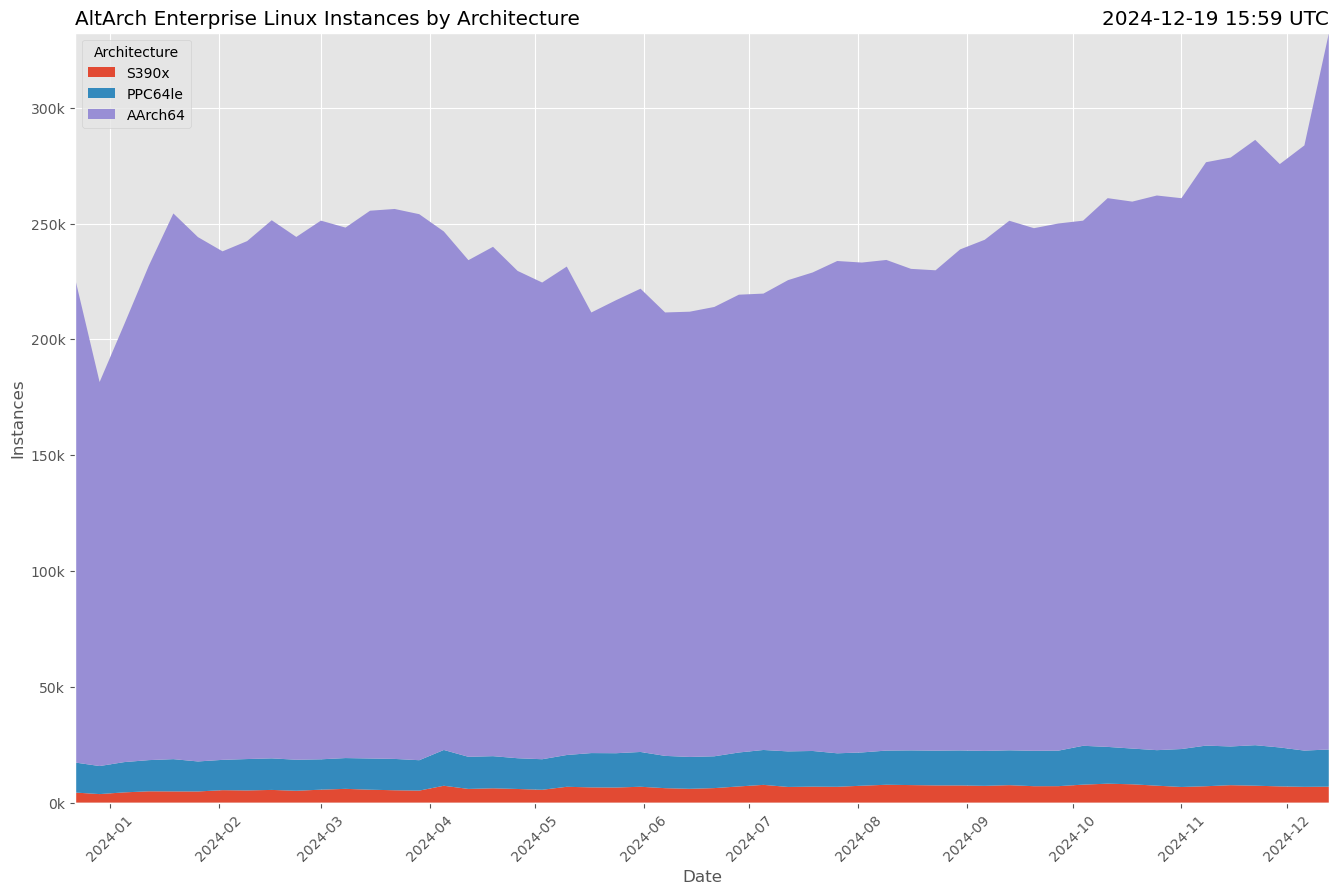 AltArch Enterprise Linux Instances by Architecture
2024-12-19 15:59 UTC
Architecture
S390x
PPC64le
AArch64
300k
250k
200k
150k
100k
50k
0k
Instances
2024-01
2024-02
2024-03
2024-04
2024-05
2024-06
2024-07
2024-08
2024-09
2024-10
2024-11
2024-12
Date